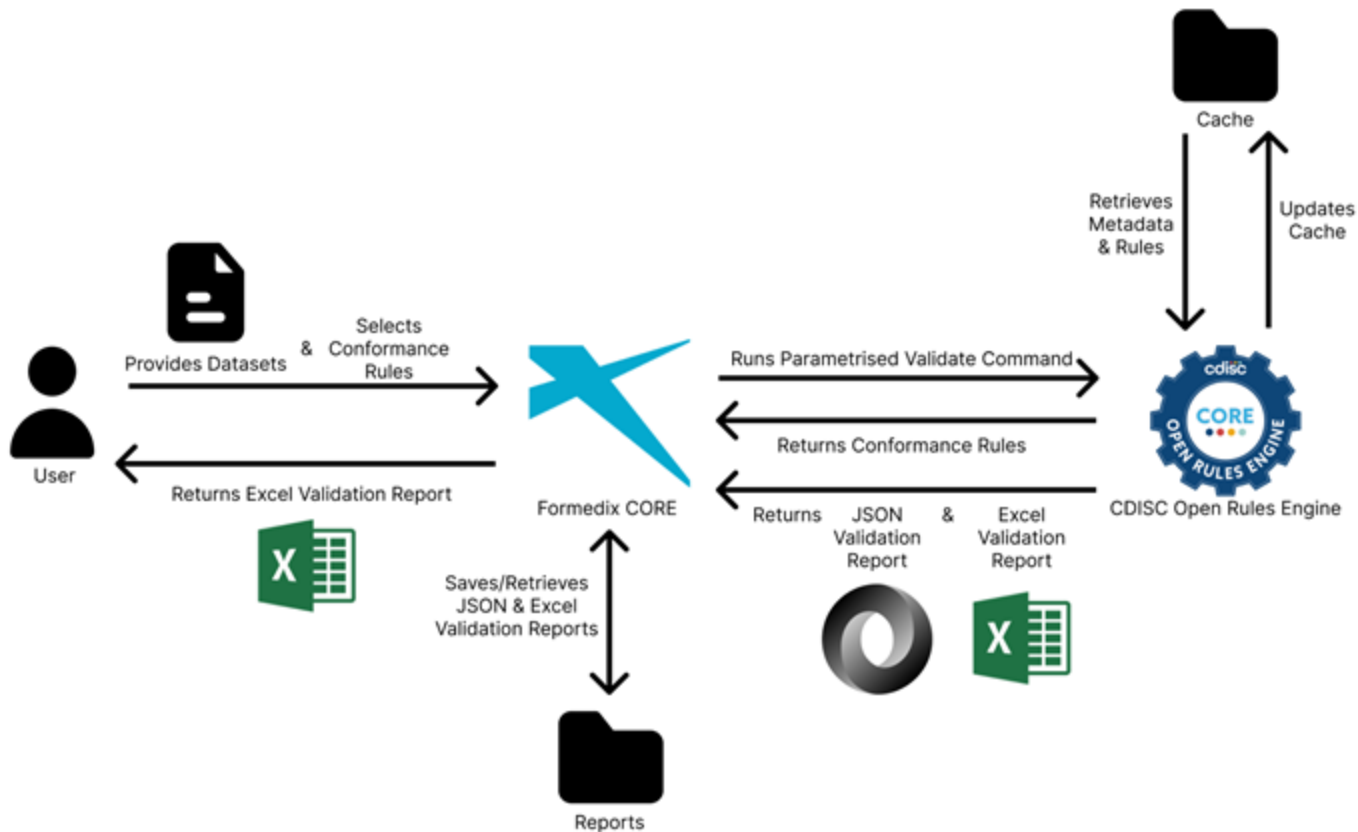 Cache
Retrieves
Metadata
& Rules
Updates
Cache
Provides Datasets
&
Selects
Conformance
Rules
User
Returns Excel Validation Report
X
Formedix CORE
Runs Parametrised Validate Command
Returns Conformance Rules
Returns
JSON
Validation
Report
&
Excel
Validation
Report
X
cdisc
CORE
OPEN RULES ENGINE
CDISC Open Rules Engine
Saves/Retrieves
JSON & Excel
Validation Reports
Reports